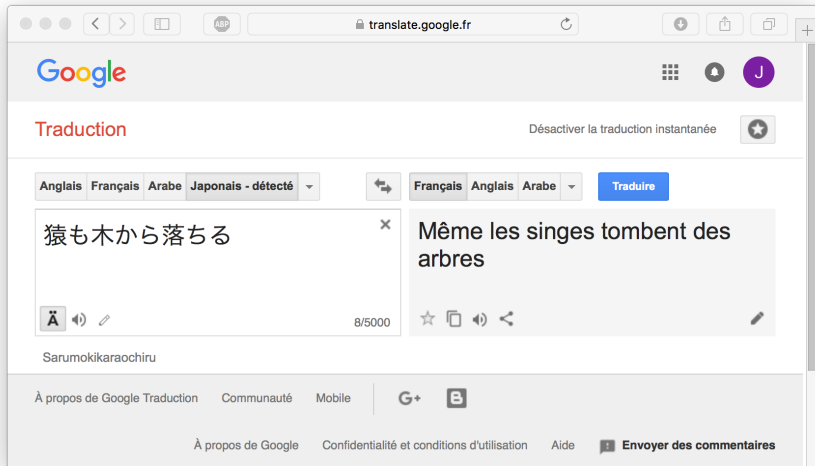 ABP
translate.google.fr
Google
J
Traduction
Désactiver la traduction instantanée
Anglais Français Arabe Japonais - détecté
Français Anglais Arabe
Traduire
猿も木から落ちる
Même les singes tombent des
arbres
Ä
8/5000
Sarumokikaraochiru
À propos de Google Traduction Communauté Mobile G+
À propos de Google Confidentialité et conditions d'utilisation Aide Envoyer des commentaires